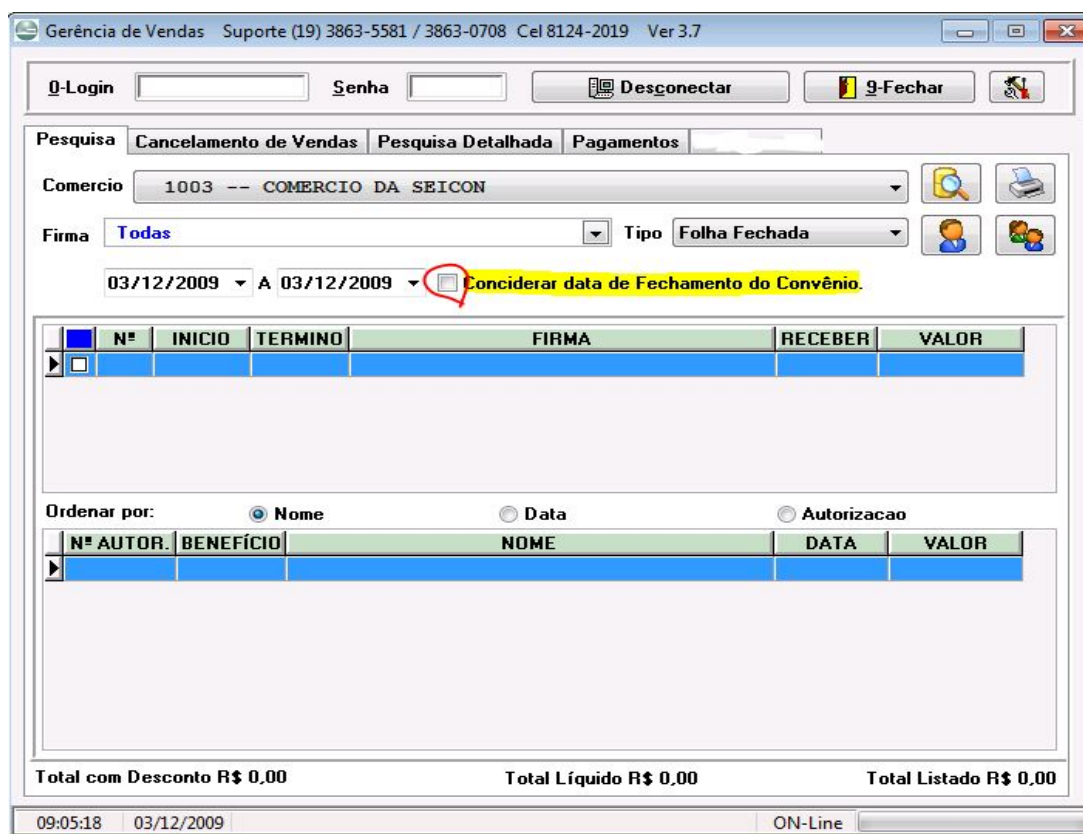 Gerência de Vendas Suporte (19) 3863-5581 / 3863-0708 Cel 8124-2019 Ver 3.7
0-Login Senha Desconectar 9-Fechar
Pesquisa Cancelamento de Vendas Pesquisa Detalhada Pagamentos
Comercio 1003 -- COMERCIO DA SEICON
Firma Todas Tipo Folha Fechada
03/12/2009 A 03/12/2009 Conciderar data de Fechamento do Convênio.
Nº INICIO TERMINO FIRMA RECEBER VALOR
Ordenar por: Nome Data Autorizacao
Nº AUTOR. BENEFÍCIO NOME DATA VALOR
Total com Desconto R$ 0,00 Total Líquido R$ 0,00 Total Listado R$ 0,00
09:05:18 03/12/2009 ON-Line